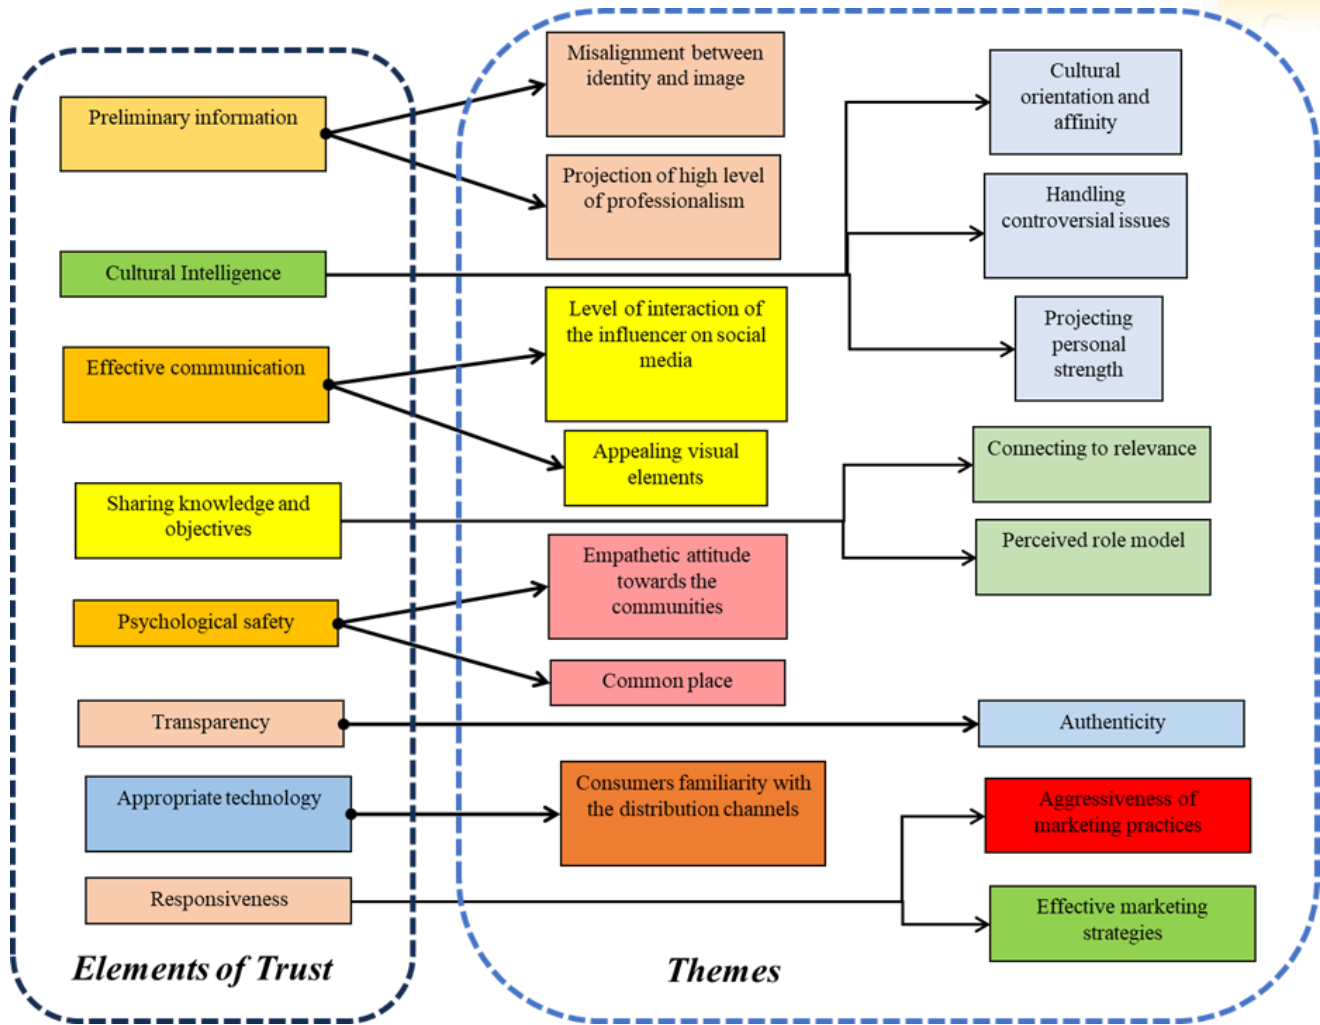 Preliminary information
Cultural Intelligence
Effective communication
Sharing knowledge and
objectives
Psychological safety
Transparency
Appropriate technology
Responsiveness
Elements of Trust
Misalignment between
identity and image
Projection of high level
of professionalism
Level of interaction of
the influencer on social
media
Appealing visual
elements
Empathetic attitude
towards the
communities
Common place
Consumers familiarity with
the distribution channels
Cultural
orientation and
affinity
Handling
controversial issues
Projecting
personal
strength
Connecting to relevance
Perceived role model
Authenticity
Aggressiveness of
marketing practices
Effective marketing
strategies
Themes